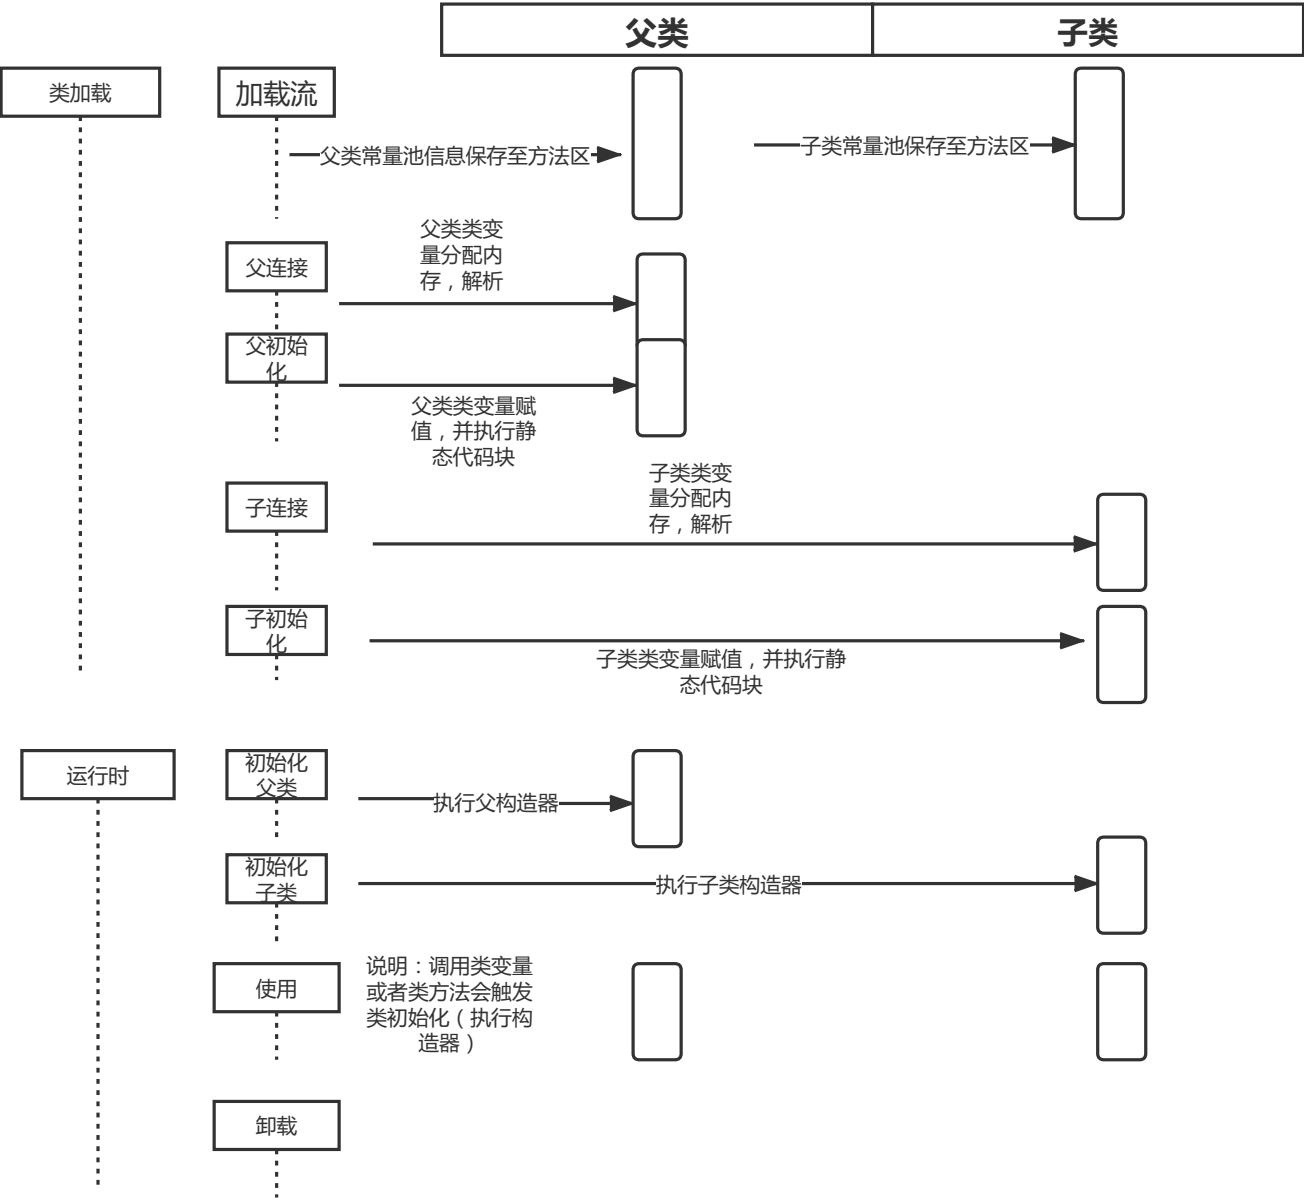 父类
子类
类加载
加载流
父类常量池信息保存至方法区
子类常量池保存至方法区
父类类变
量分配内
存，解析
父连接
父初始
化
父类类变量赋
值，并执行静
态代码块
子类类变
量分配内
存，解析
子连接
子初始
化
子类类变量赋值，并执行静
态代码块
运行时
初始化
父类
执行父构造器
初始化
子类
执行子类构造器
使用
说明：调用类变量
或者类方法会触发
类初始化（执行构
造器）
卸载